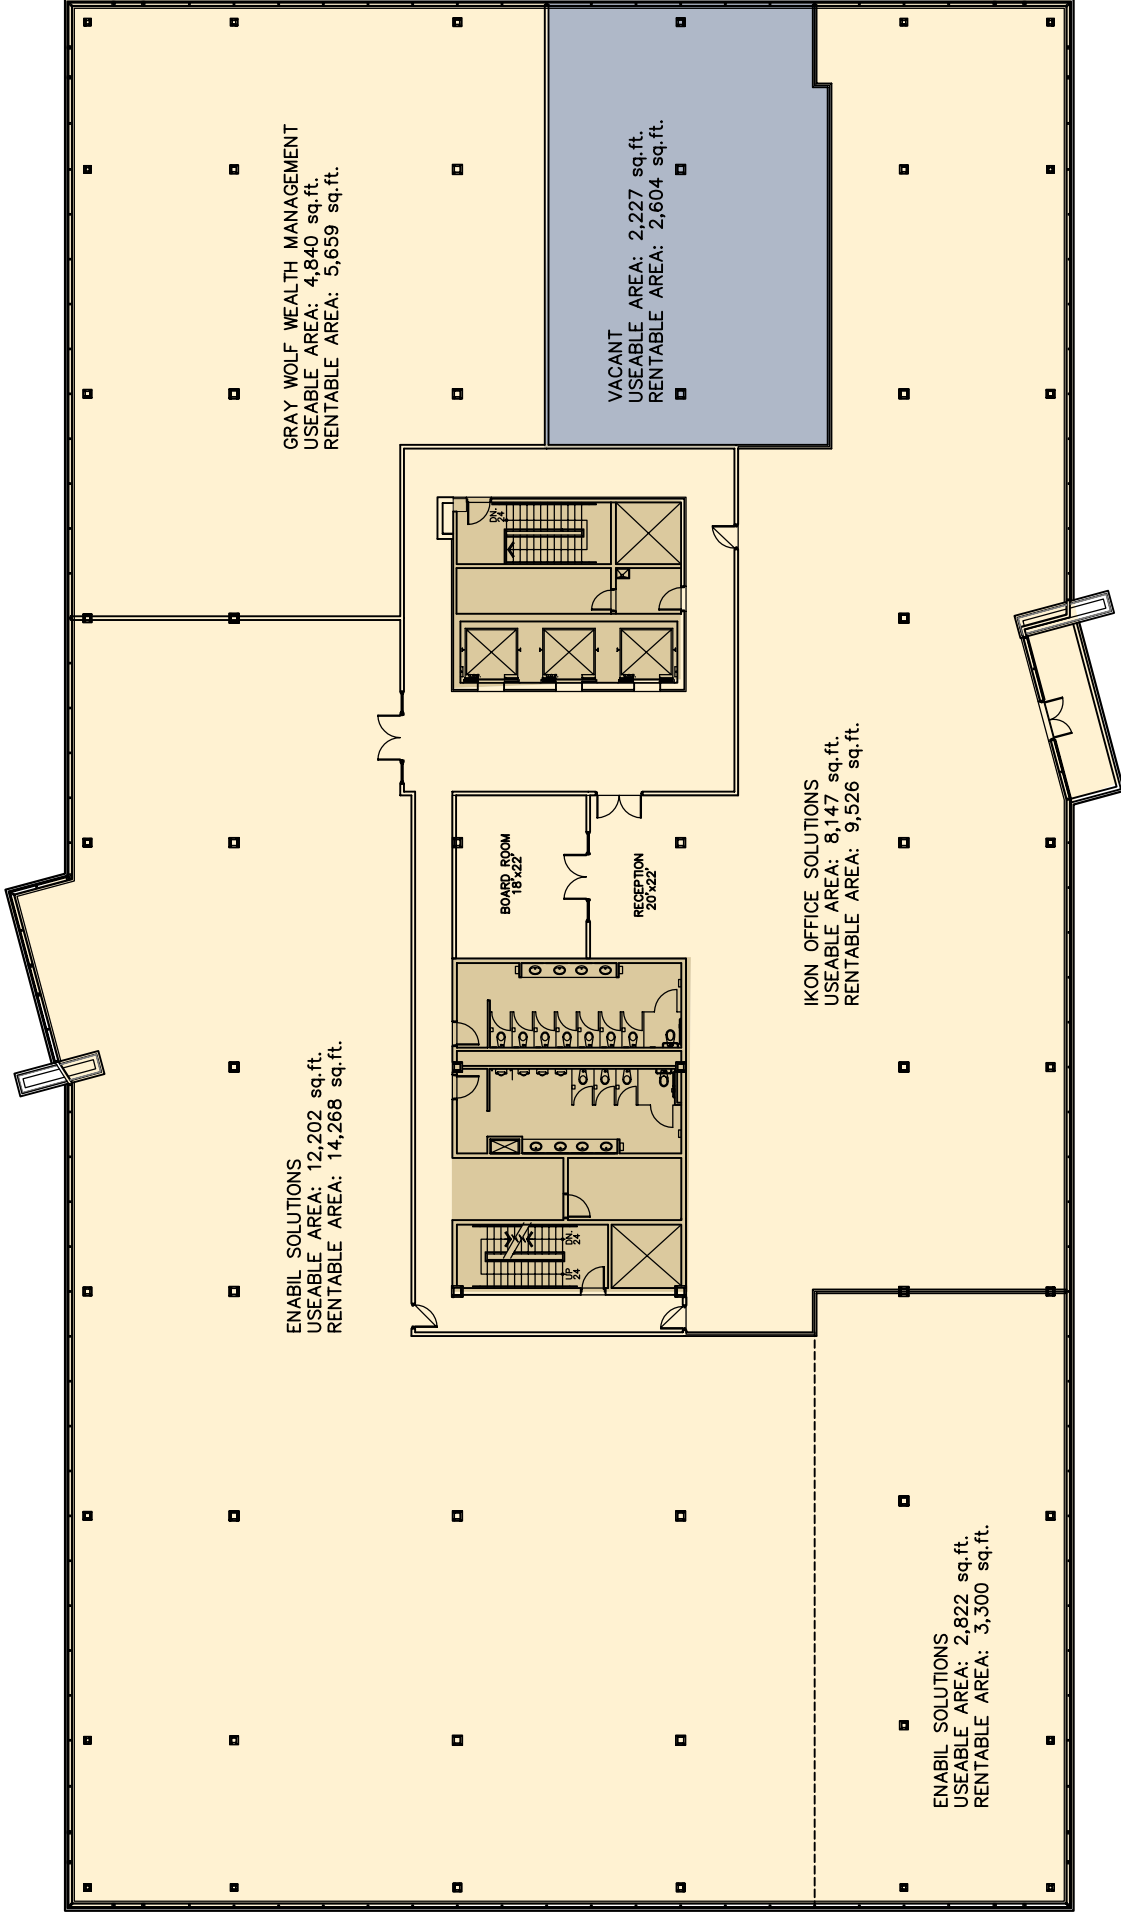 GRAY WOLF WEALTH MANAGEMENT
USEABLE AREA: 4,840 sq.ft.
RENTABLE AREA: 5,659 sq.ft.
VACANT
USEABLE AREA: 2,227 sq.ft.
RENTABLE AREA: 2,604 sq.ft.
DN.
24
BOARD ROOM
18'x22'
RECEPTION
20'x22'
IKON OFFICE SOLUTIONS
USEABLE AREA: 8,147 sq.ft.
RENTABLE AREA: 9,526 sq.ft.
ENABIL SOLUTIONS
USEABLE AREA: 12,202 sq.ft.
RENTABLE AREA: 14,268 sq.ft.
UP
24
DN.
24
ENABIL SOLUTIONS
USEABLE AREA: 2,822 sq.ft.
RENTABLE AREA: 3,300 sq.ft.